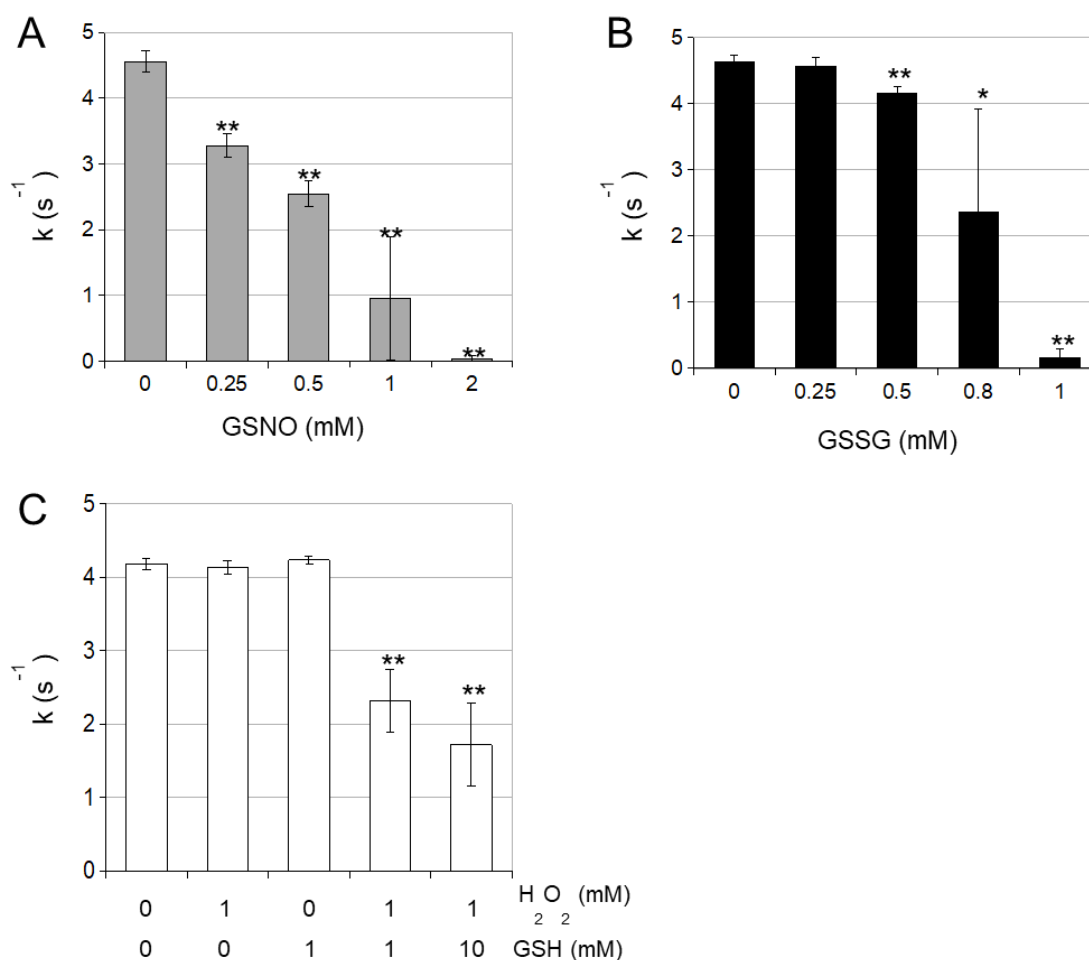 A
5
4
3
2
1
0
k (s-1)
** ** ** **
0 0.25 0.5 1 2
GSNO (mM)
B
5
4
3
2
1
0
k (s-1)
** * **
0 0.25 0.5 0.8 1
GSSG (mM)
C
5
4
3
2
1
0
k (s-1)
** **
0 1 0 1 1 H2O2 (mM)
0 0 1 1 10 GSH (mM)